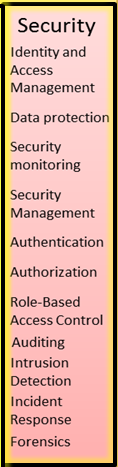 Security
Identity and
Access
Management
Data protection
Security
monitoring
Security
Management
Authentication
Authorization
Role-Based
Access Control
Auditing
Intrusion
Detection
Incident
Response
Forensics